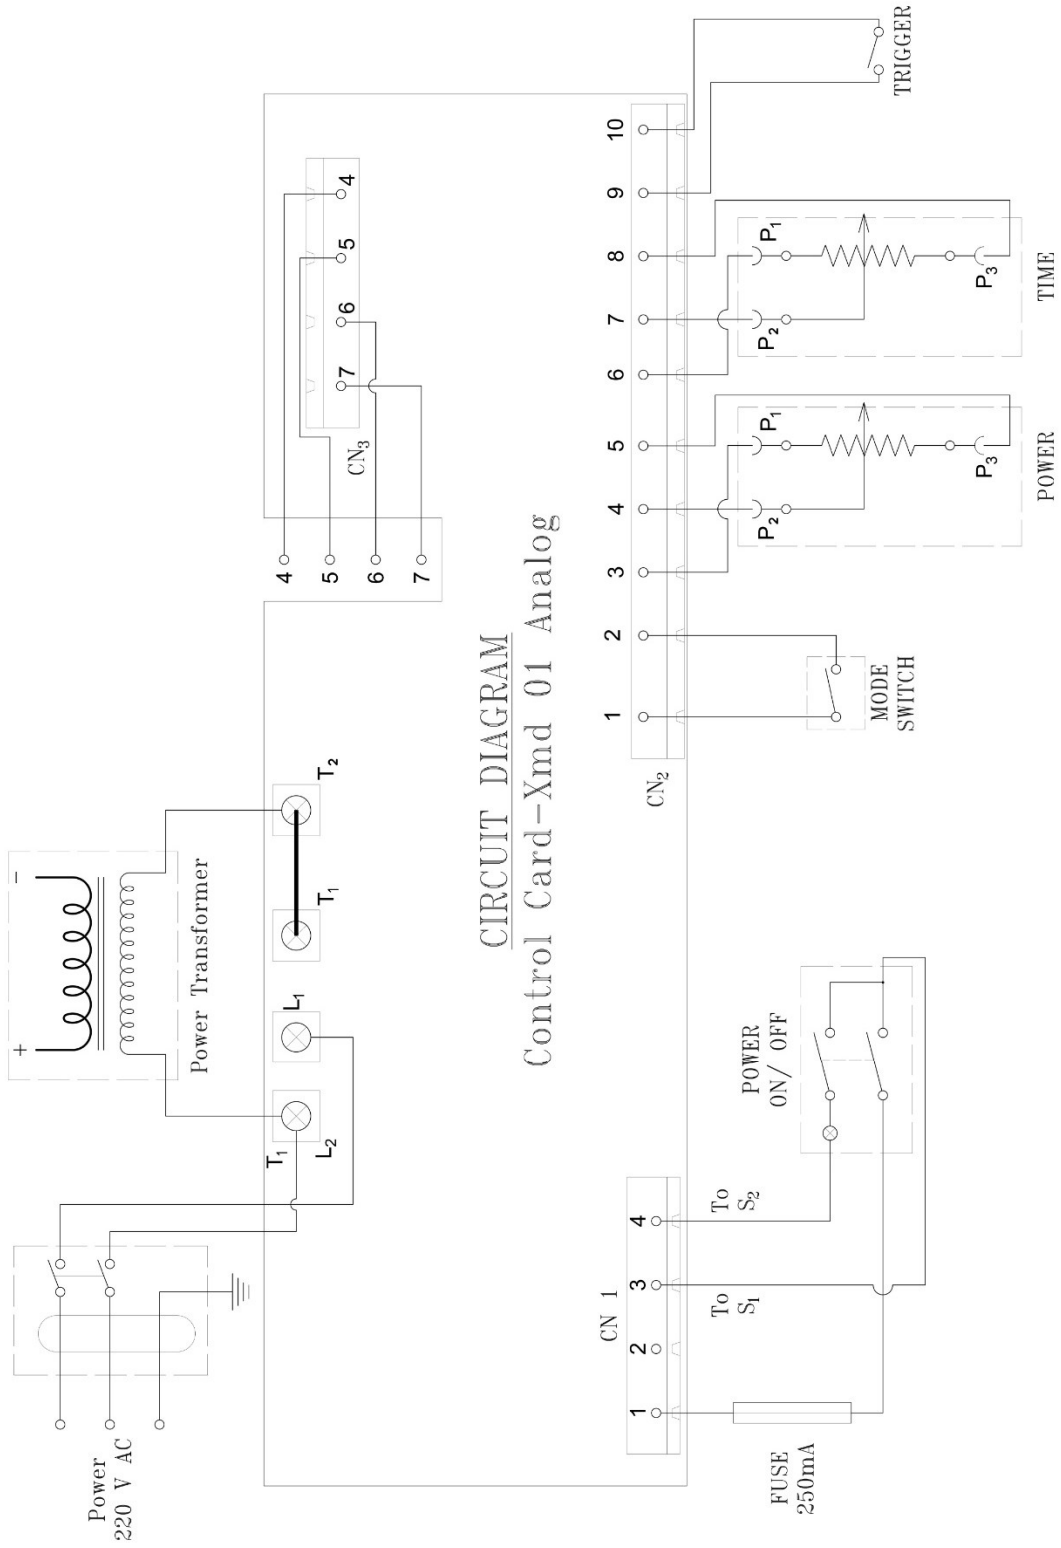 CIRCUIT DIAGRAM
Control Card-Xmd 01 Analog
Power
220 V AC
+
-
Power Transformer
T1
L2
L1
T1
T2
4
5
6
7
CN3
7
6
5
4
CN 1
1
2
3
4
To
S1
To
S2
FUSE
250mA
POWER
ON/ OFF
CN2
1
2
3
4
5
6
7
8
9
10
MODE
SWITCH
P2
P1
P3
POWER
P2
P1
P3
TIME
TRIGGER